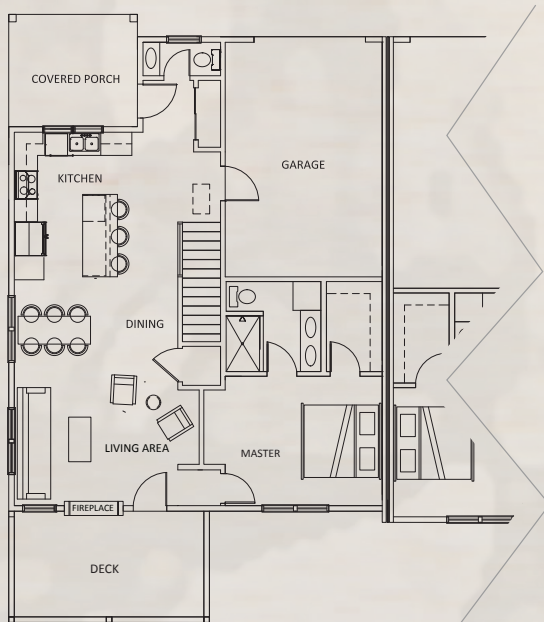 COVERED PORCH
GARAGE
KITCHEN
DINING
LIVING AREA
MASTER
FIREPLACE
DECK